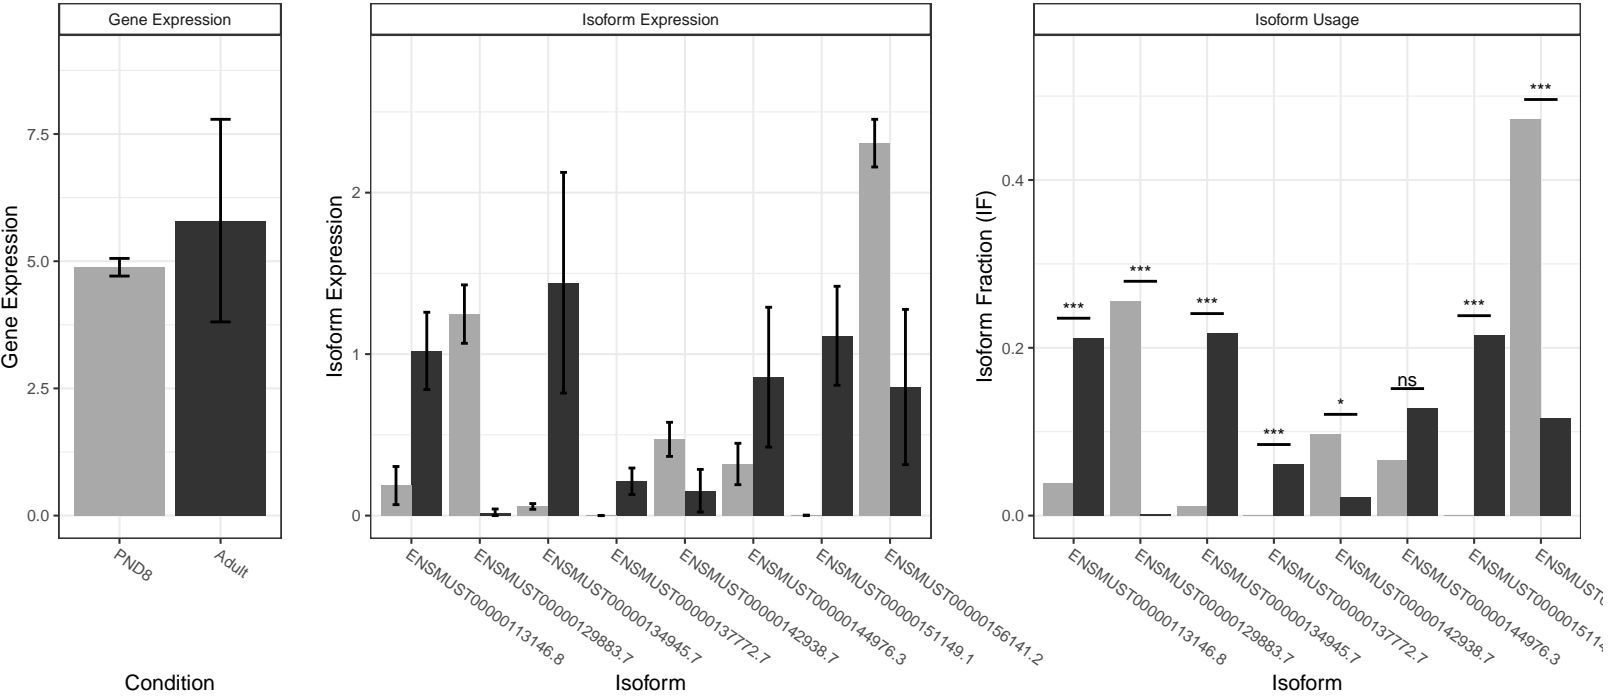 Gene Expression
Isoform Expression
Isoform Usage
Gene Expression
7.5
5.0
2.5
0.0
PND8
Adult
Condition
Isoform Expression
2
1
0
ENSMUST00000113146.8
ENSMUST00000129883.7
ENSMUST00000134945.7
ENSMUST00000137772.7
ENSMUST00000142938.7
ENSMUST00000144976.3
ENSMUST00000151149.1
ENSMUST00000156141.2
Isoform
Isoform Fraction (IF)
0.4
0.2
0.0
***
***
***
***
*
ns
***
***
ENSMUST00000113146.8
ENSMUST00000129883.7
ENSMUST00000134945.7
ENSMUST00000137772.7
ENSMUST00000142938.7
ENSMUST00000144976.3
ENSMUST0000015114
ENSMUST0
Isoform